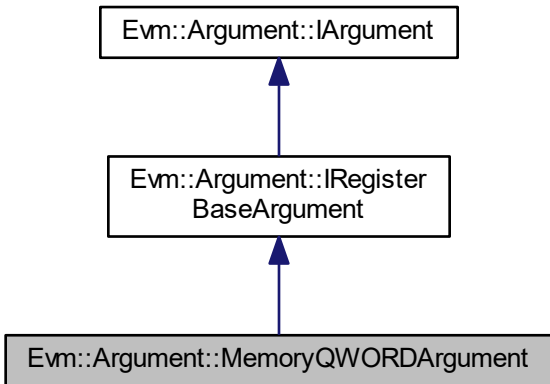 Evm::Argument::IArgument
Evm::Argument::IRegister
BaseArgument
Evm::Argument::MemoryQWORDArgument